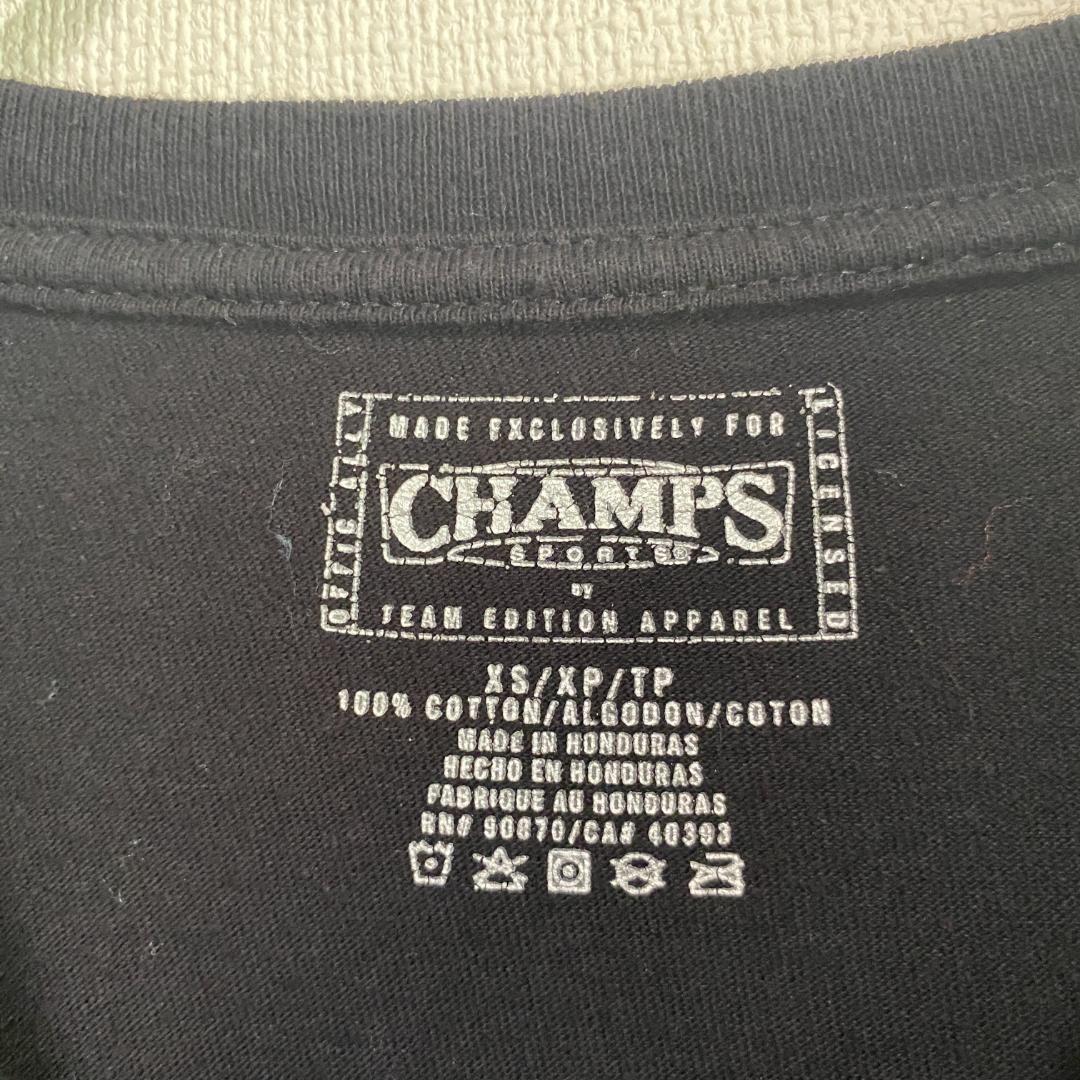 MADE EXCLUSIVELY FOR
OFFICIALLY
LICENSED
CHAMPS
SPORTS®
BY
TEAM EDITION APPAREL
XS/XP/TP
100% COTTON/ALGODON/COTON
MADE IN HONDURAS
HECHO EN HONDURAS
FABRIQUE AU HONDURAS
RN# 90870/CA# 40393